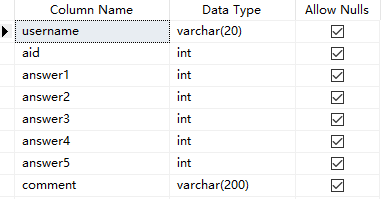 Column Name Data Type Allow Nulls
username varchar(20)
aid int
answer1 int
answer2 int
answer3 int
answer4 int
answer5 int
comment varchar(200)